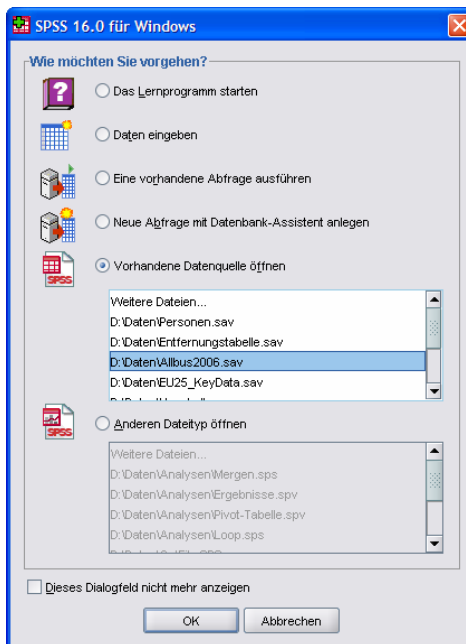 SPSS 16.0 für Windows
Wie möchten Sie vorgehen?
Das Lernprogramm starten
Daten eingeben
Eine vorhandene Abfrage ausführen
Neue Abfrage mit Datenbank-Assistent anlegen
SPSS
Vorhandene Datenquelle öffnen
Weitere Dateien...
D:\Daten\Personen.sav
D:\Daten\Entfernungstabelle.sav
D:\Daten\Allbus2006.sav
D:\Daten\EU25_KeyData.sav
SPSS
Anderen Dateityp öffnen
Weitere Dateien...
D:\Daten\Analysen\Mergen.sps
D:\Daten\Analysen\Ergebnisse.spv
D:\Daten\Analysen\Pivot-Tabelle.spv
D:\Daten\Analysen\Loop.sps
Dieses Dialogfeld nicht mehr anzeigen
OK
Abbrechen